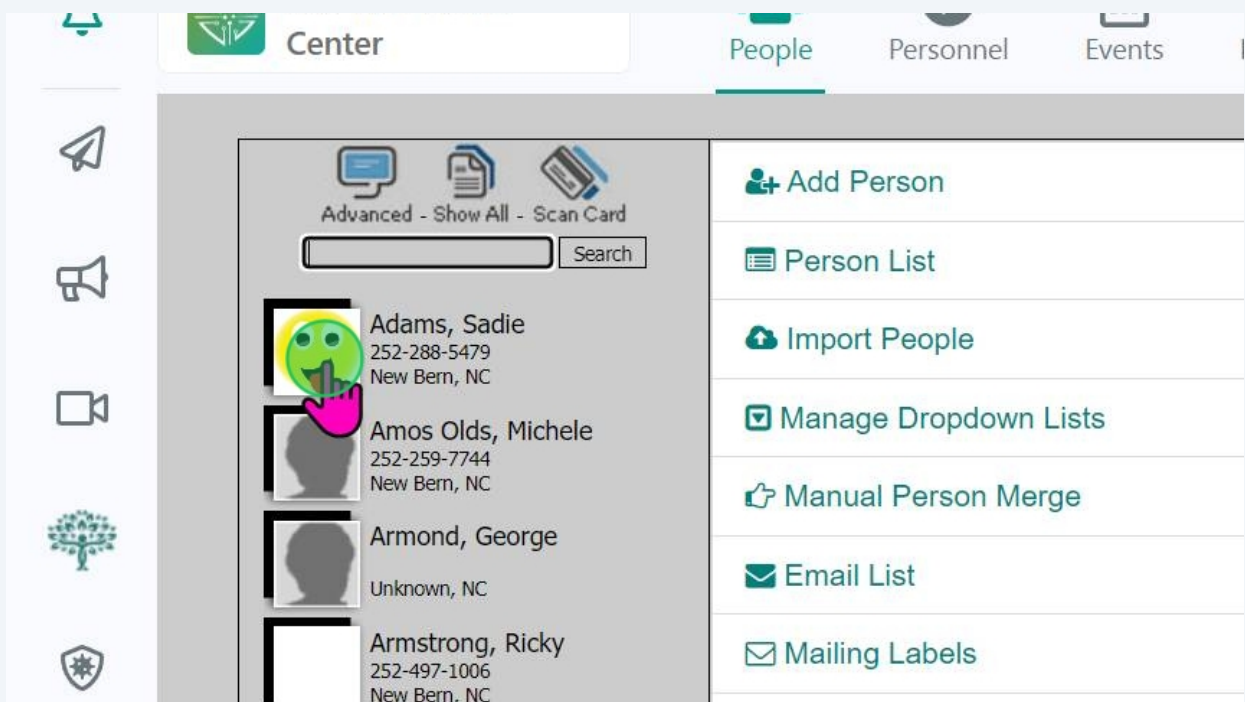 Center
People
Personnel
Events
Advanced - Show All - Scan Card
Search
Adams, Sadie
252-288-5479
New Bern, NC
Amos Olds, Michele
252-259-7744
New Bern, NC
Armond, George
Unknown, NC
Armstrong, Ricky
252-497-1006
New Bern, NC
Add Person
Person List
Import People
Manage Dropdown Lists
Manual Person Merge
Email List
Mailing Labels